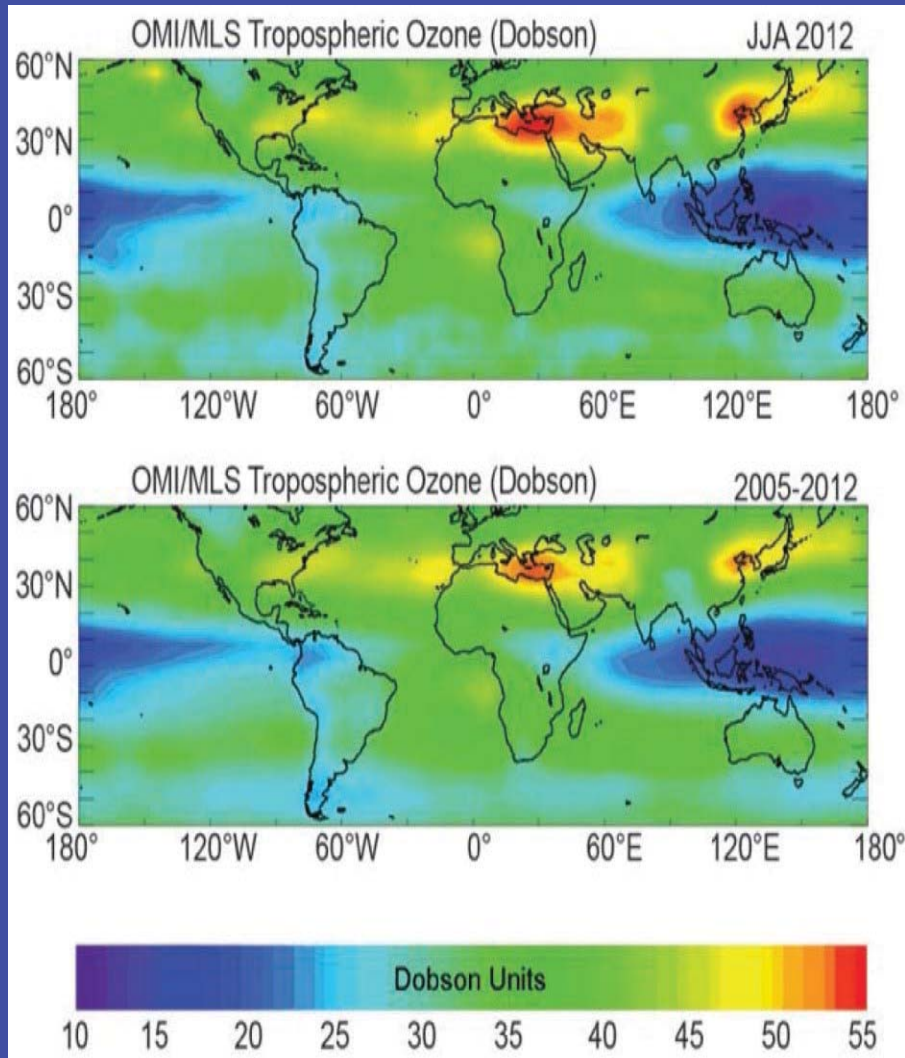 OMI/MLS Tropospheric Ozone (Dobson) JJA 2012
60°N
30°N
0°
30°S
60°S
180° 120°W 60°W 0° 60°E 120°E 180°
OMI/MLS Tropospheric Ozone (Dobson) 2005-2012
60°N
30°N
0°
30°S
60°S
180° 120°W 60°W 0° 60°E 120°E 180°
Dobson Units
10 15 20 25 30 35 40 45 50 55